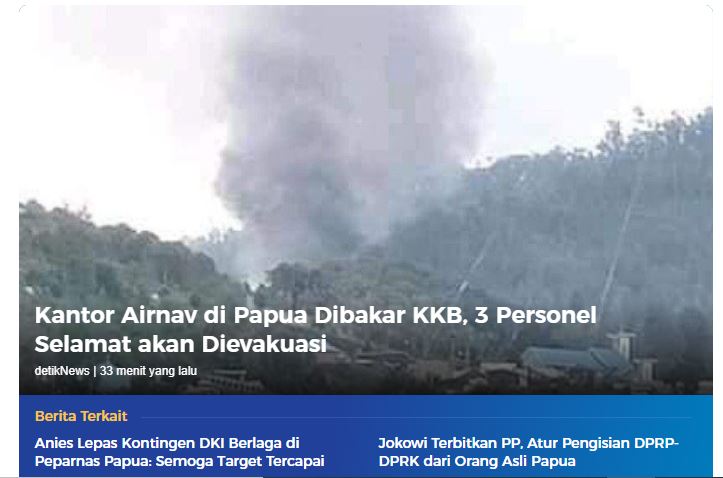 Kantor Airnav di Papua Dibakar KKB, 3 Personel
Selamat akan Dievakuasi
detikNews | 33 menit yang lalu
Berita Terkait
Anies Lepas Kontingen DKI Berlaga di
Peparnas Papua: Semoga Target Tercapai
Jokowi Terbitkan PP, Atur Pengisian DPRP-
DPRK dari Orang Asli Papua